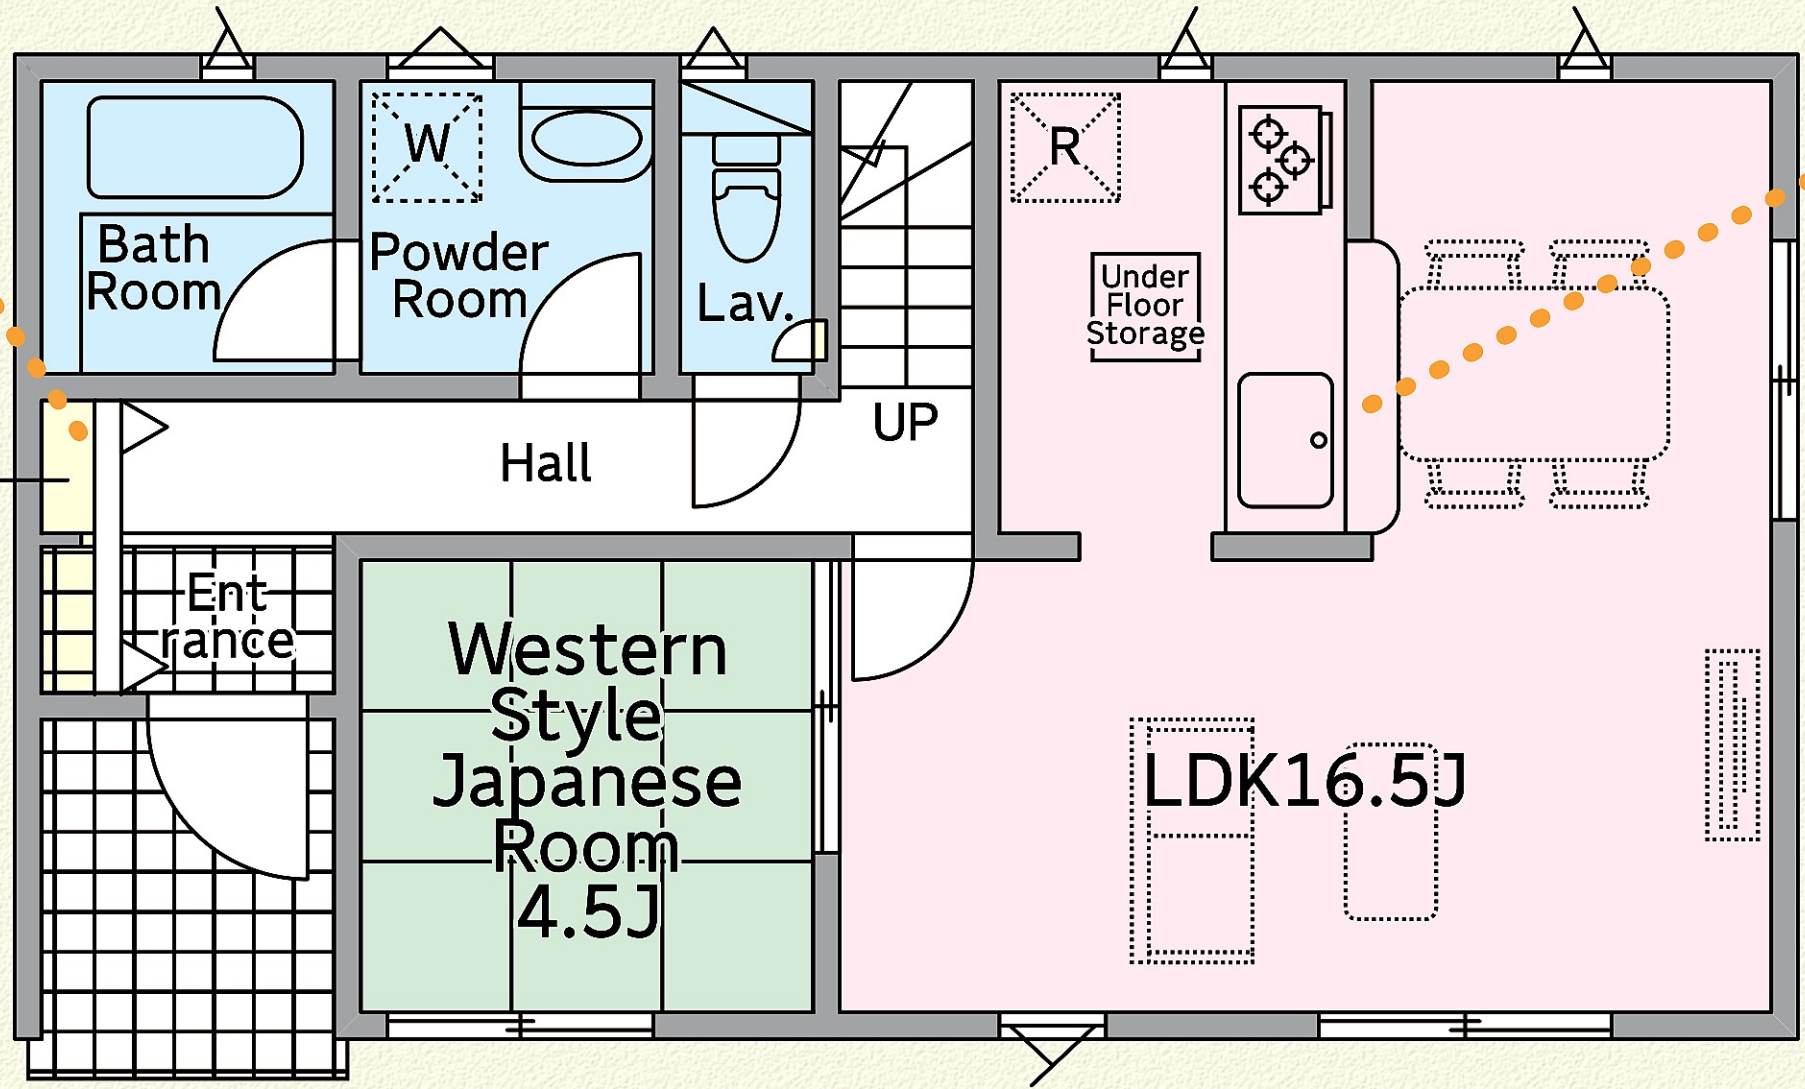 W
R
Bath
Room
Powder
Room
Lav.
Under
Floor
Storage
UP
Hall
Ent
rance
Western
Style
Japanese
Room
4.5J
LDK16.5J